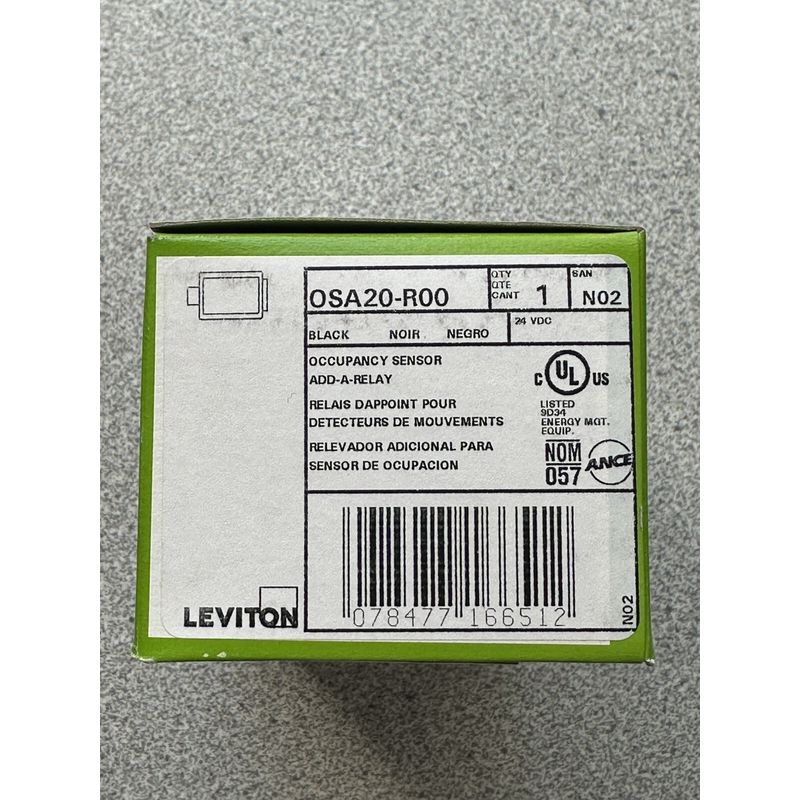 OSA20-R00
QTY
QTE
CANT 1
SAN
N02
BLACK NOIR NEGRO
24 VDC
OCCUPANCY SENSOR
ADD-A-RELAY
RELAIS DAPPOINT POUR
DETECTEURS DE MOUVEMENTS
RELEVADOR ADICIONAL PARA
SENSOR DE OCUPACION
C UL US
LISTED
9D34
ENERGY MGT.
EQUIP.
NOM
057
ANCE
LEVITON
078477 166512
N02